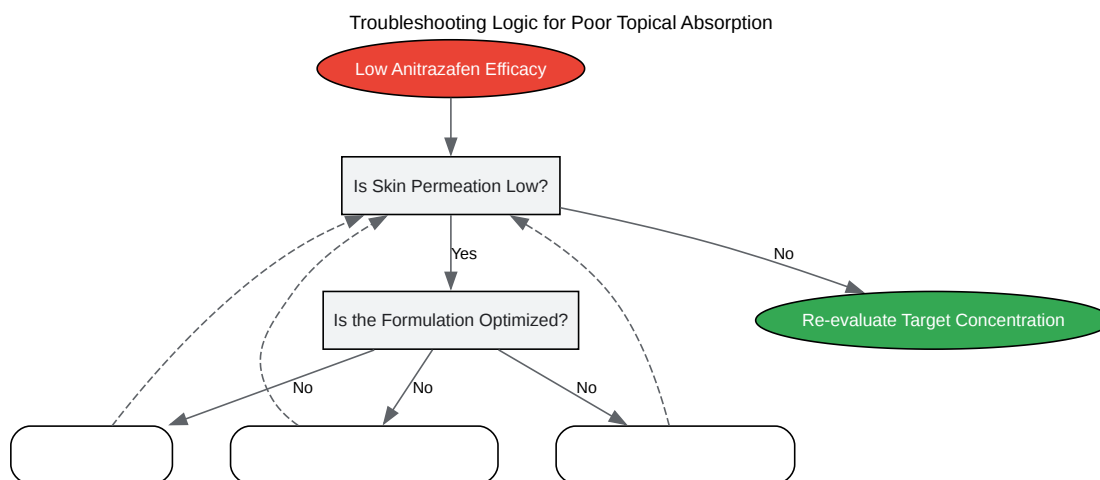 Troubleshooting Logic for Poor Topical Absorption
Low Anitrazafen Efficacy
Is Skin Permeation Low?
Yes
No
Is the Formulation Optimized?
Re-evaluate Target Concentration
No
No
No